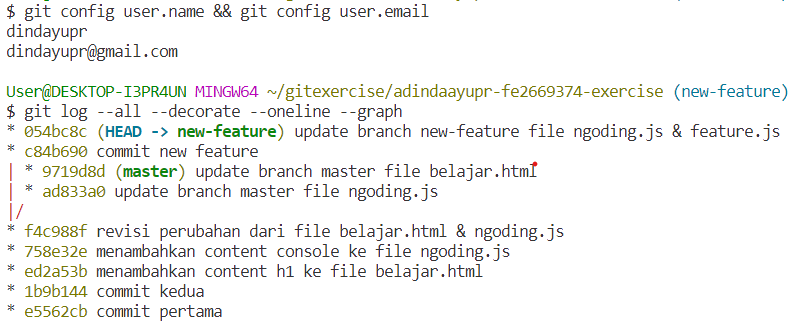 $ git config user.name && git config user.email
dindayupr
dindayupr@gmail.com
User@DESKTOP-I3PR4UN MINGW64 ~/gitexercise/adindaayupr-fe2669374-exercise (new-feature)
$ git log --all --decorate --oneline --graph
* 054bc8c (HEAD -> new-feature) update branch new-feature file ngoding.js & feature.js
* c84b690 commit new feature
| * 9719d8d (master) update branch master file belajar.html
| * ad833a0 update branch master file ngoding.js
|/
* f4c988f revisi perubahan dari file belajar.html & ngoding.js
* 758e32e menambahkan content console ke file ngoding.js
* ed2a53b menambahkan content h1 ke file belajar.html
* 1b9b144 commit kedua
* e5562cb commit pertama